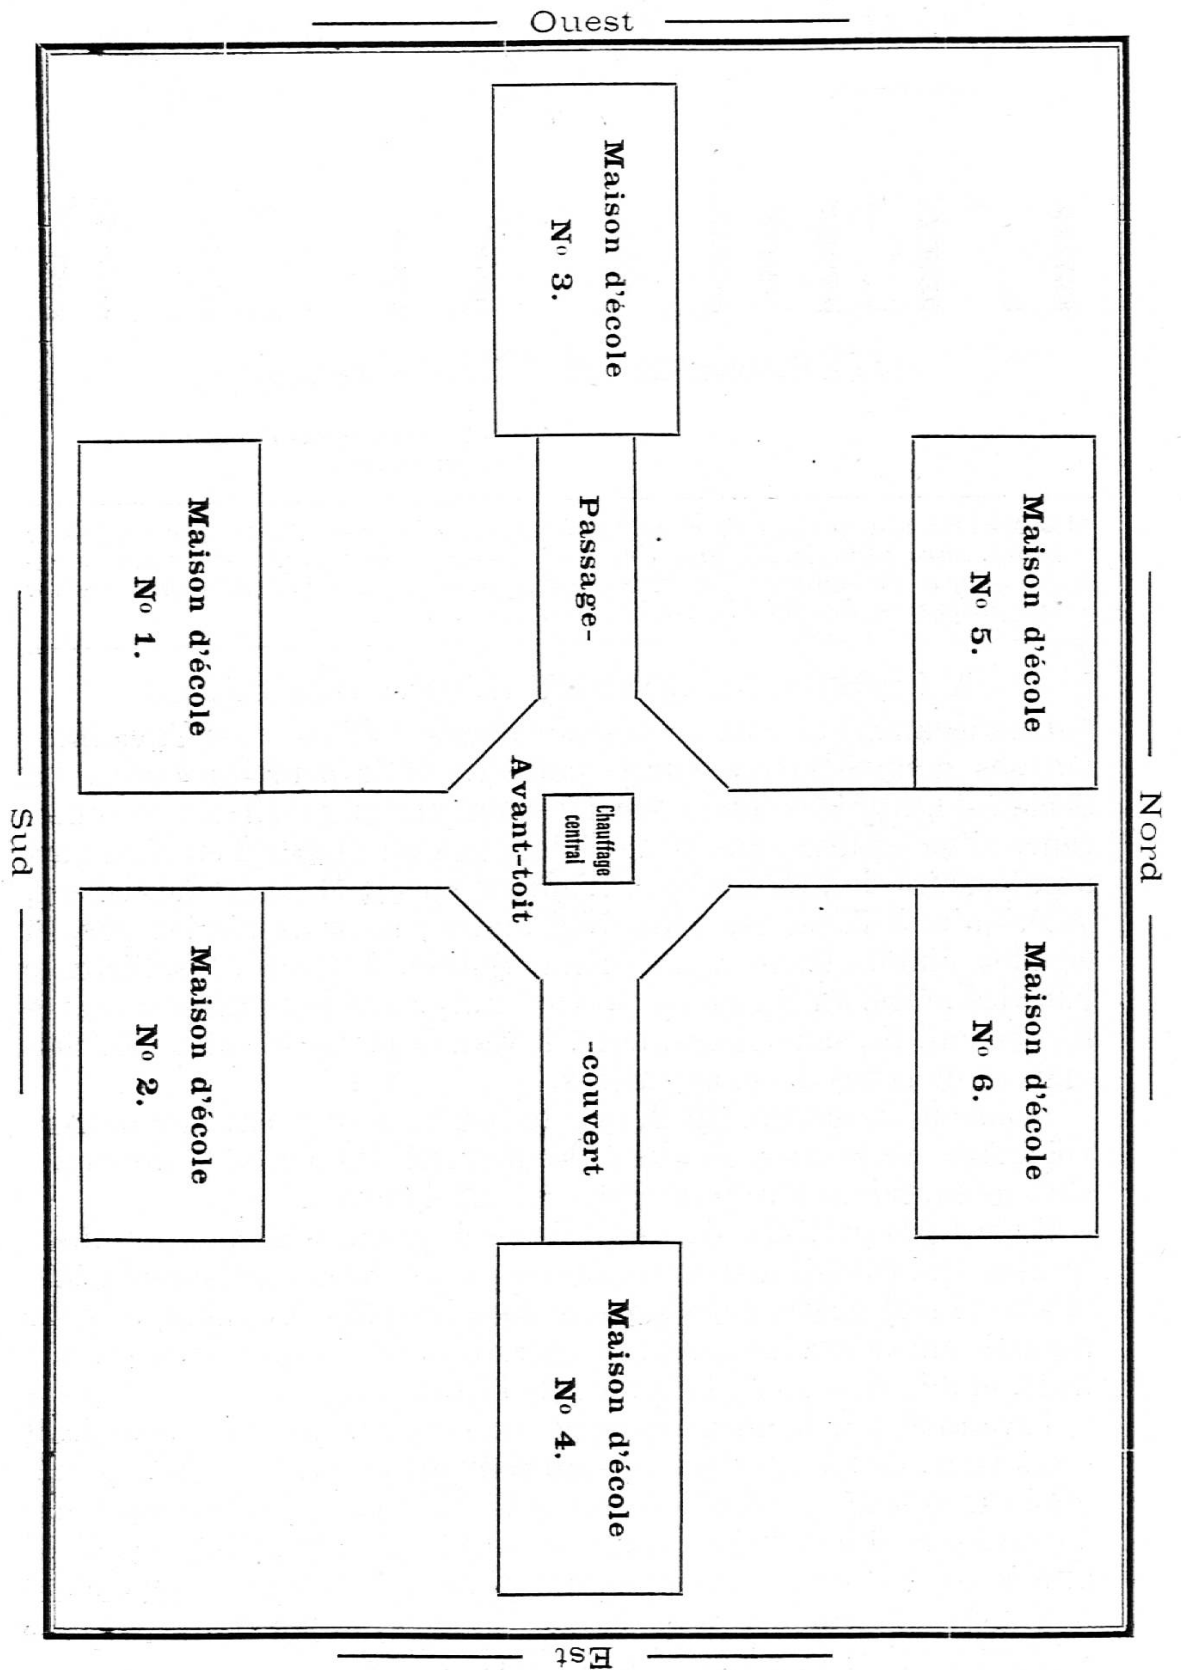 Nord
Ouest
Maison d'école
No 5.
Maison d'école
No 6.
Maison d'école
No 3.
Passage-
Chauffage
central
Avant-toit
-couvert
Maison d'école
No 4.
Maison d'école
No 1.
Maison d'école
No 2.
Est
Sud